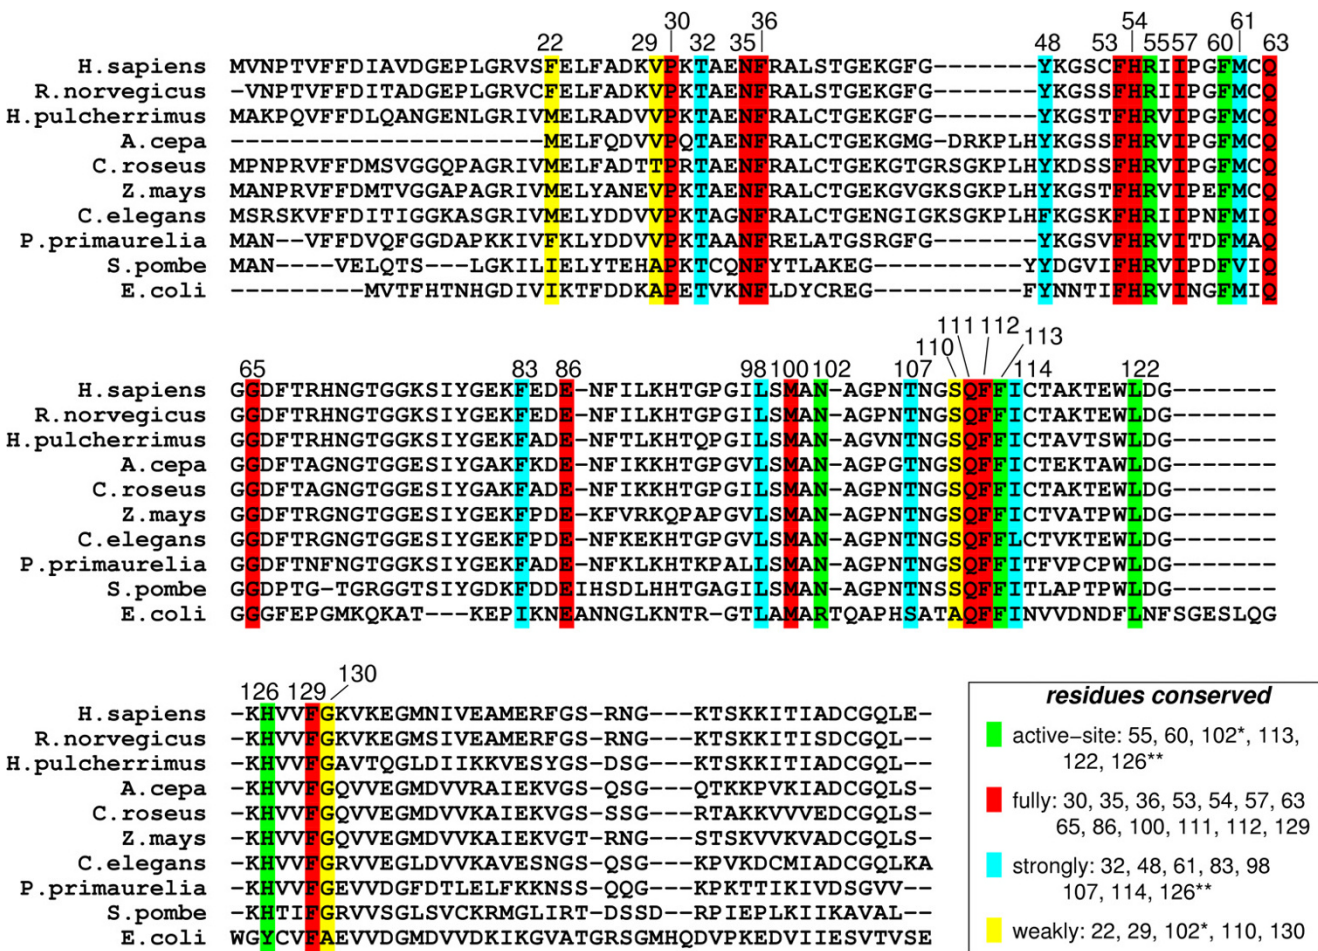 22 29 30 32 35 36 48 53 54 55 57 60 61 63
H.sapiens MVNPTVFFDIAVDGEPLGRVSFELFADKVPKTAENFRALSTGEKGFG-------YKGSCFHRIIPGFMCQ
R.norvegicus -VNPTVFFDITADGEPLGRVCFELFADKVPKTAENFRALSTGEKGFG-------YKGSSFHRIIPGFMCQ
H.pulcherrimus MAKPQVFFDLQANGENLGRIVMELRADVVPKTAENFRALCTGEKGFG-------YKGSTFHRVIPGFMCQ
A.cepa ---------------------MELFQDVVPQTAENFRALCTGEKGMG-DRKPLHYKGSTFHRVIPGFMCQ
C.roseus MPNPRVFFDMSVGGQPAGRIVMELFADTTPRTAENFRALCTGEKGTGRSGKPLHYKDSSFHRVIPGFMCQ
Z.mays MANPRVFFDMTVGGAPAGRIVMELYANEVPKTAENFRALCTGEKGVGKSGKPLHYKGSTFHRVIPEFMCQ
C.elegans MSRSKVFFDITIGGKASGRIVMELYDDVVPKTAGNFRALCTGENGIGKSGKPLHFKGSKFHRIIPNFMIQ
P.primaurelia MAN--VFFDVQFGGDAPKKIVFKLYDDVVPKTAANFRELATGSRGFG-------YKGSVFHRVITDFMAQ
S.pombe MAN-----VELQTS---LGKILIELYTEHAPKTCQNFYTLAKEG----------YYDGVIFHRVIPDFVIQ
E.coli ---------MVTFHTNHGDIVIKTFDDKAPETVKNFLDYCREG----------FYNNTIFHRVINGFMIQ
65 83 86 98 100 102 107 110 111 112 113 114 122
H.sapiens GGDFTRHNGTGGKSIYGEKFEDE-NFILKHTGPGILSMAN-AGPNTNGSQFFICTAKTEWLDG-------
R.norvegicus GGDFTRHNGTGGKSIYGEKFEDE-NFILKHTGPGILSMAN-AGPNTNGSQFFICTAKTEWLDG-------
H.pulcherrimus GGDFTRHNGTGGKSIYGEKFADE-NFTLKHTQPGILSMAN-AGVNTNGSQFFICTAVTSWLDG-------
A.cepa GGDFTAGNGTGGESIYGAKFKDE-NFIKKHTGPGVLSMAN-AGPGTNGSQFFICTEKTAWLDG-------
C.roseus GGDFTAGNGTGGESIYGAKFADE-NFIKKHTGPGILSMAN-AGPNTNGSQFFICTAKTEWLDG-------
Z.mays GGDFTRGNGTGGESIYGEKFPDE-KFVRKQPAPGVLSMAN-AGPNTNGSQFFICTVATPWLDG-------
C.elegans GGDFTRGNGTGGESIYGEKFPDE-NFKEKHTGPGVLSMAN-AGPNTNGSQFFLCTVKTEWLDG-------
P.primaurelia GGDFTNFNGTGGKSIYGEKFADE-NFKLKHTKPALLSMAN-AGPNTNGSQFFITFVPCPWLDG-------
S.pombe GGDPTG-TGRGGTSIYGDKFDDEIHSDLHHTGAGILSMAN-AGPNTNSSQFFITLAPTPWLDG-------
E.coli GGGFEPGMKQKAT---KEPIKNEANNGLKNTR-GTLAMARTQAPHSATAQFFINVVDNDFLNFSGESLQG
126 129 130
H.sapiens -KHVVFGKVKEGMNIVEAMERFGS-RNG---KTSKKITIADCGQLE-
R.norvegicus -KHVVFGKVKEGMSIVEAMERFGS-RNG---KTSKKITISDCGQL--
H.pulcherrimus -KHVVFGAVTQGLDIIKKVESYGS-DSG---KTSKKITIADCGQL--
A.cepa -KHVVFGQVVEGMDVVRAIEKVGS-QSG---QTKKPVKIADCGQLS-
C.roseus -KHVVFGQVVEGMDVVKAIEKVGS-SSG---RTAKKVVVEDCGQLS-
Z.mays -KHVVFGQVVEGMDVVKAIEKVGT-RSNG---STSKVVKVADCGQLS-
C.elegans -KHVVFGRVVEGLDVVDKAVESNGS-QSG---KPVKDCMIADCGQLKA
P.primaurelia -KHVVFGEVVDGFDTLELFKKNSS-QQG---KPKTTIKIVDSGVV--
S.pombe -KHTIFGRVVSGLSVCKRMGLIRT-DSSD--RPIEPLKIIKAVAL--
E.coli WGYCVFAEVVDGMDVVDKIKGVATGRSGMHQDVPKEDVIIESVTVSE
residues conserved
active-site: 55, 60, 102*, 113,
122, 126**
fully: 30, 35, 36, 53, 54, 57, 63
65, 86, 100, 111, 112, 129
strongly: 32, 48, 61, 83, 98
107, 114, 126**
weakly: 22, 29, 102*, 110, 130